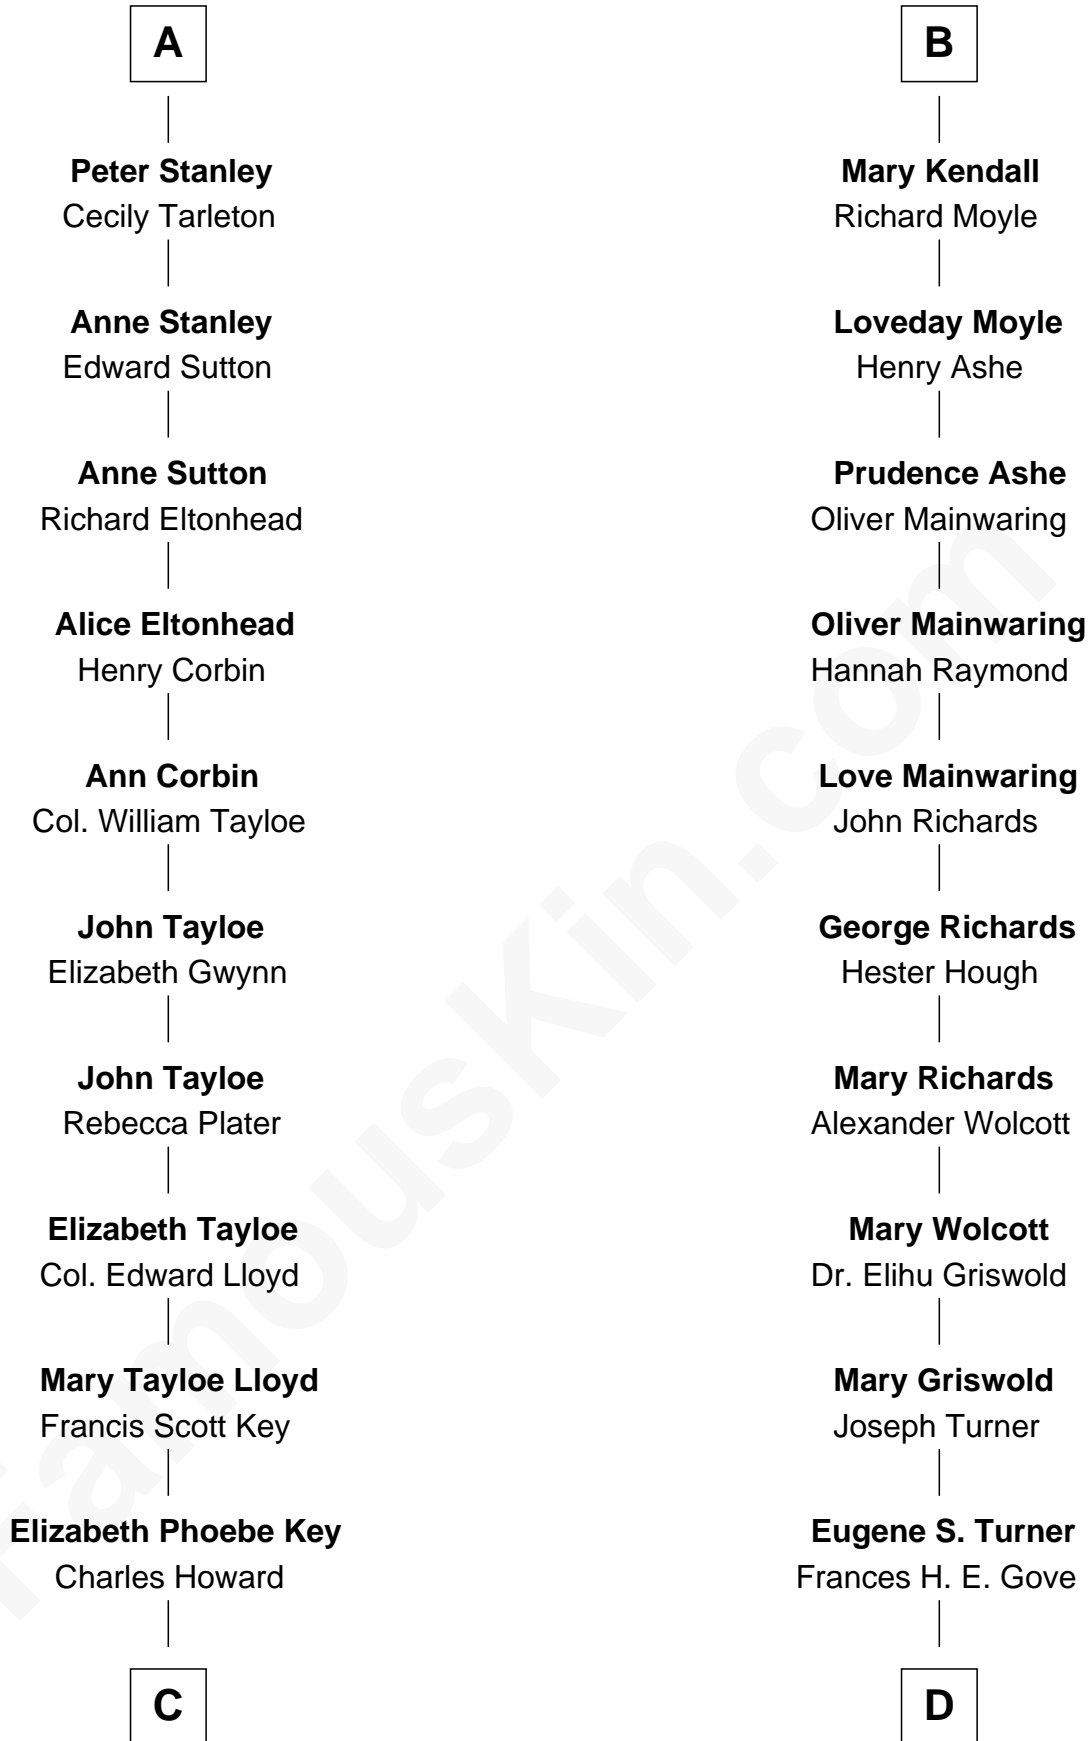 A
Peter Stanley
Cecily Tarleton
Anne Stanley
Edward Sutton
Anne Sutton
Richard Eltonhead
Alice Eltonhead
Henry Corbin
Ann Corbin
Col. William Tayloe
John Tayloe
Elizabeth Gwynn
John Tayloe
Rebecca Plater
Elizabeth Tayloe
Col. Edward Lloyd
Mary Tayloe Lloyd
Francis Scott Key
Elizabeth Phoebe Key
Charles Howard
C
B
Mary Kendall
Richard Moyle
Loveday Moyle
Henry Ashe
Prudence Ashe
Oliver Mainwaring
Oliver Mainwaring
Hannah Raymond
Love Mainwaring
John Richards
George Richards
Hester Hough
Mary Richards
Alexander Wolcott
Mary Wolcott
Dr. Elihu Griswold
Mary Griswold
Joseph Turner
Eugene S. Turner
Frances H. E. Gove
D
FamousKin.com